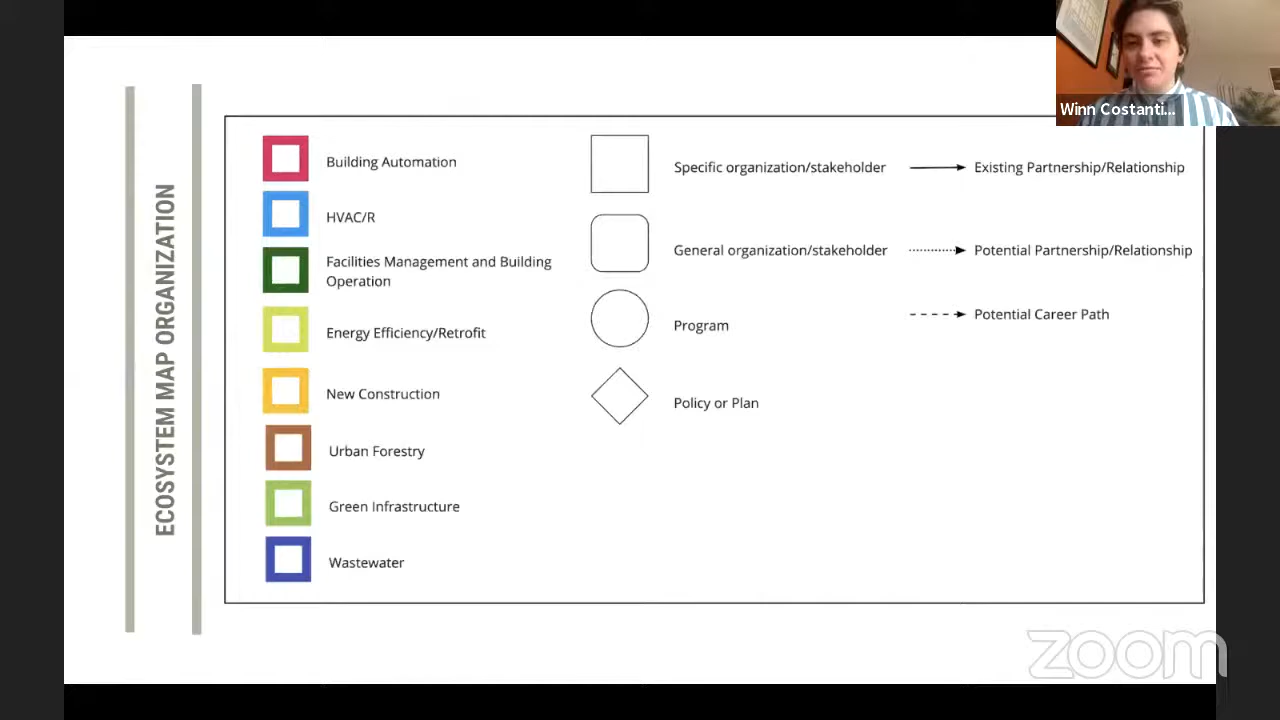 Winn Costanti...
ECOSYSTEM MAP ORGANIZATION
Building Automation
HVAC/R
Facilities Management and Building
Operation
Energy Efficiency/Retrofit
New Construction
Urban Forestry
Green Infrastructure
Wastewater
Specific organization/stakeholder
General organization/stakeholder
Program
Policy or Plan
Existing Partnership/Relationship
Potential Partnership/Relationship
Potential Career Path
zoom